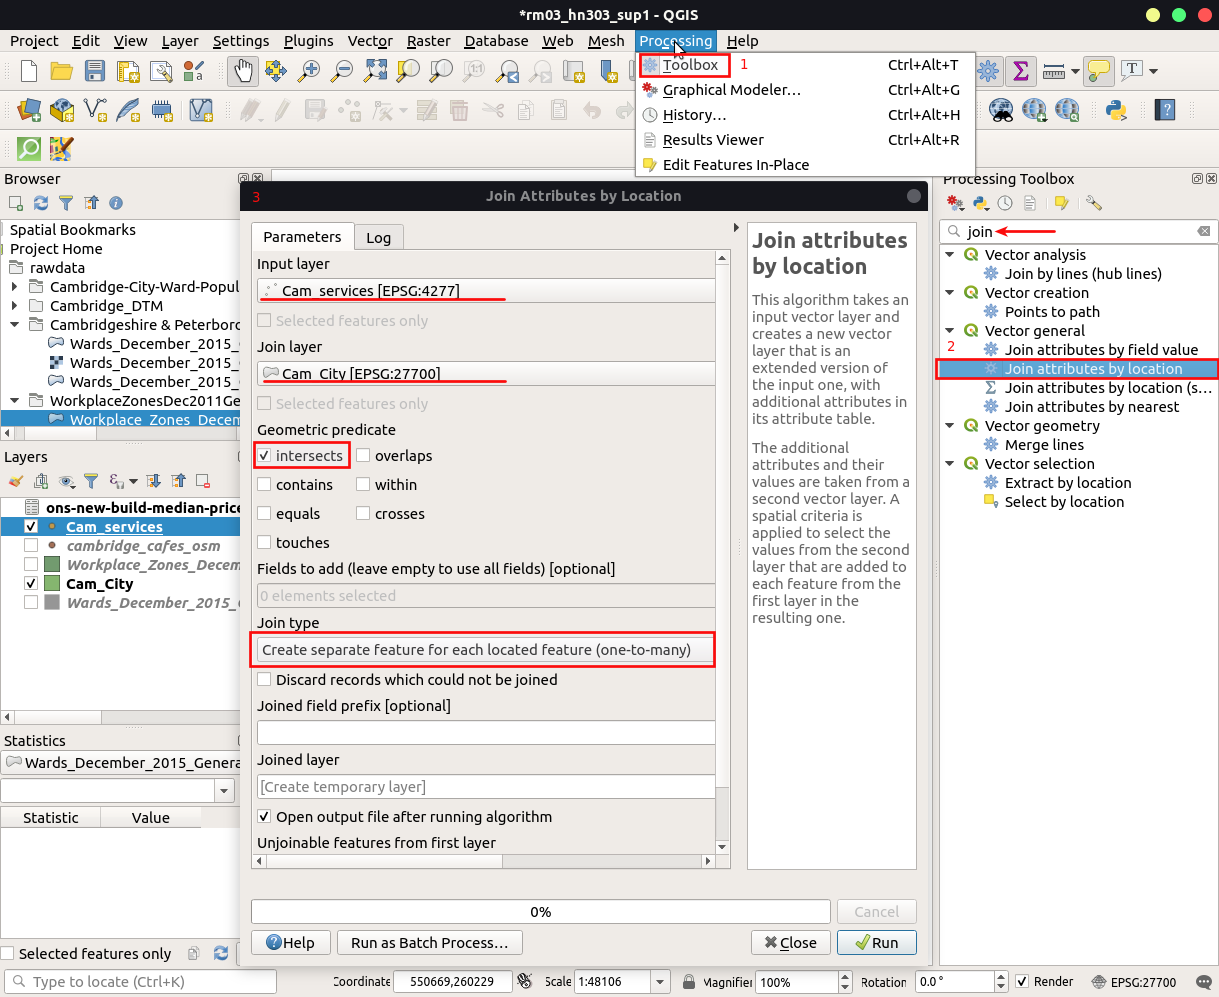 *rm03_hn303_sup1 - QGIS
Project Edit View Layer Settings Plugins Vector Raster Database Web Mesh Processing Help
Toolbox Ctrl+Alt+T
1
Graphical Modeler... Ctrl+Alt+G
History... Ctrl+Alt+H
Results Viewer Ctrl+Alt+R
Edit Features In-Place
Browser
Spatial Bookmarks
Project Home
rawdata
Cambridge-City-Ward-Popul
Cambridge_DTM
Cambridgeshire & Peterborc
Wards_December_2015_
Wards_December_2015_
Wards_December_2015_
WorkplaceZonesDec2011Ge
Workplace_Zones_Decem
Layers
ons-new-build-median-price
Cam_services
cambridge_cafes_osm
Workplace_Zones_Decem
Cam_City
Wards_December_2015_
Statistics
Wards_December_2015_Genera
Statistic Value
Selected features only
3
Join Attributes by Location
Parameters Log
Input layer
Cam_services [EPSG:4277]
Selected features only
Join layer
Cam_City [EPSG:27700]
Selected features only
Geometric predicate
intersects overlaps
contains within
equals crosses
touches
Fields to add (leave empty to use all fields) [optional]
0 elements selected
Join type
Create separate feature for each located feature (one-to-many)
Discard records which could not be joined
Joined field prefix [optional]
Joined layer
[Create temporary layer]
Open output file after running algorithm
Unjoinable features from first layer
Join attributes
by location
This algorithm takes an
input vector layer and
creates a new vector
layer that is an
extended version of
the input one, with
additional attributes in
its attribute table.
The additional
attributes and their
values are taken from a
second vector layer. A
spatial criteria is
applied to select the
values from the second
layer that are added to
each feature from the
first layer in the
resulting one.
0%
Cancel
Help Run as Batch Process... Close Run
Processing Toolbox
join
Vector analysis
Join by lines (hub lines)
Vector creation
Points to path
Vector general
2
Join attributes by field value
Join attributes by location
Join attributes by location (s...
Join attributes by nearest
Vector geometry
Merge lines
Vector selection
Extract by location
Select by location
Type to locate (Ctrl+K) Coordinate 550669,260229 Scale 1:48106 Magnifier 100% Rotation 0.0° Render EPSG:27700